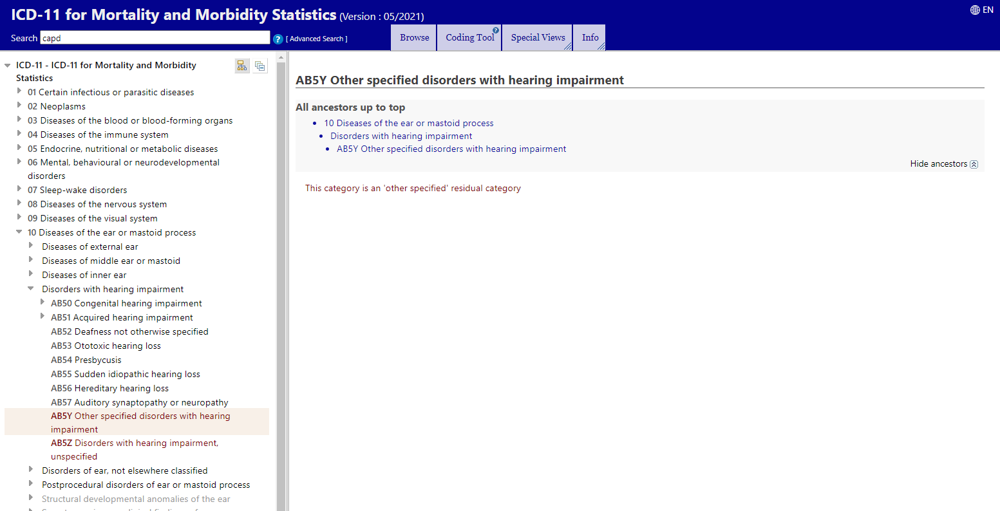 ICD-11 for Mortality and Morbidity Statistics (Version : 05/2021)
EN
Search capd ? [ Advanced Search ]
Browse
Coding Tool ?
Special Views
Info
ICD-11 - ICD-11 for Mortality and Morbidity
Statistics
01 Certain infectious or parasitic diseases
02 Neoplasms
03 Diseases of the blood or blood-forming organs
04 Diseases of the immune system
05 Endocrine, nutritional or metabolic diseases
06 Mental, behavioural or neurodevelopmental
disorders
07 Sleep-wake disorders
08 Diseases of the nervous system
09 Diseases of the visual system
10 Diseases of the ear or mastoid process
Diseases of external ear
Diseases of middle ear or mastoid
Diseases of inner ear
Disorders with hearing impairment
AB50 Congenital hearing impairment
AB51 Acquired hearing impairment
AB52 Deafness not otherwise specified
AB53 Ototoxic hearing loss
AB54 Presbycusis
AB55 Sudden idiopathic hearing loss
AB56 Hereditary hearing loss
AB57 Auditory synaptopathy or neuropathy
AB5Y Other specified disorders with hearing
impairment
AB5Z Disorders with hearing impairment,
unspecified
Disorders of ear, not elsewhere classified
Postprocedural disorders of ear or mastoid process
Structural developmental anomalies of the ear
AB5Y Other specified disorders with hearing impairment
All ancestors up to top
• 10 Diseases of the ear or mastoid process
• Disorders with hearing impairment
• AB5Y Other specified disorders with hearing impairment
Hide ancestors
This category is an 'other specified' residual category